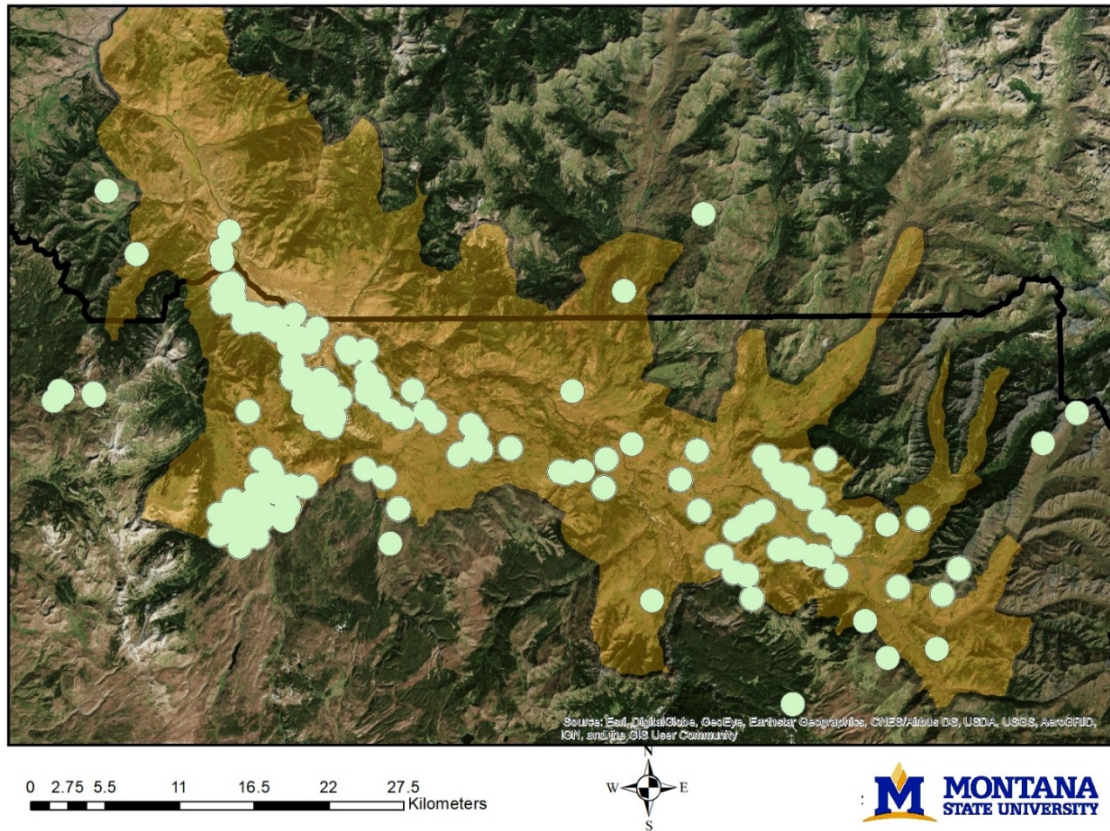 Source: Esri, DigitalGlobe, GeoEye, Earthstar Geographics, CNES/Airbus DS, USDA, USGS, AeroGRID,
IGN, and the GIS User Community
0 2.75 5.5 11 16.5 22 27.5
Kilometers
N
W E
S
:
M MONTANA
STATE UNIVERSITY